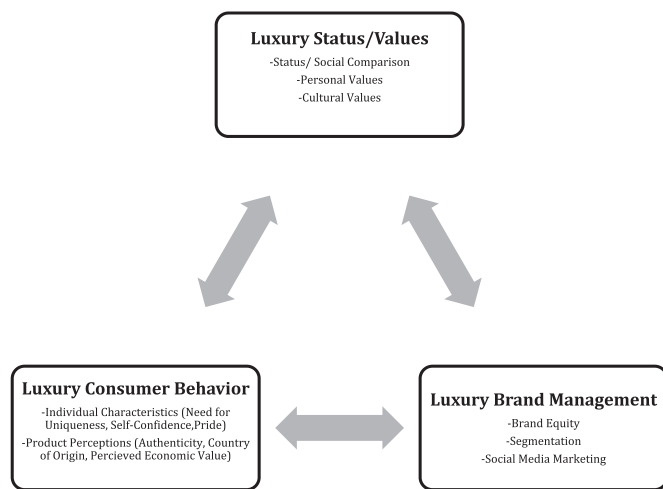 Luxury Status/Values
-Status/ Social Comparison
-Personal Values
-Cultural Values
Luxury Consumer Behavior
-Individual Characteristics (Need for
Uniqueness, Self-Confidence,Pride)
-Product Perceptions (Authenticity, Country
of Origin, Percieved Economic Value)
Luxury Brand Management
-Brand Equity
-Segmentation
-Social Media Marketing